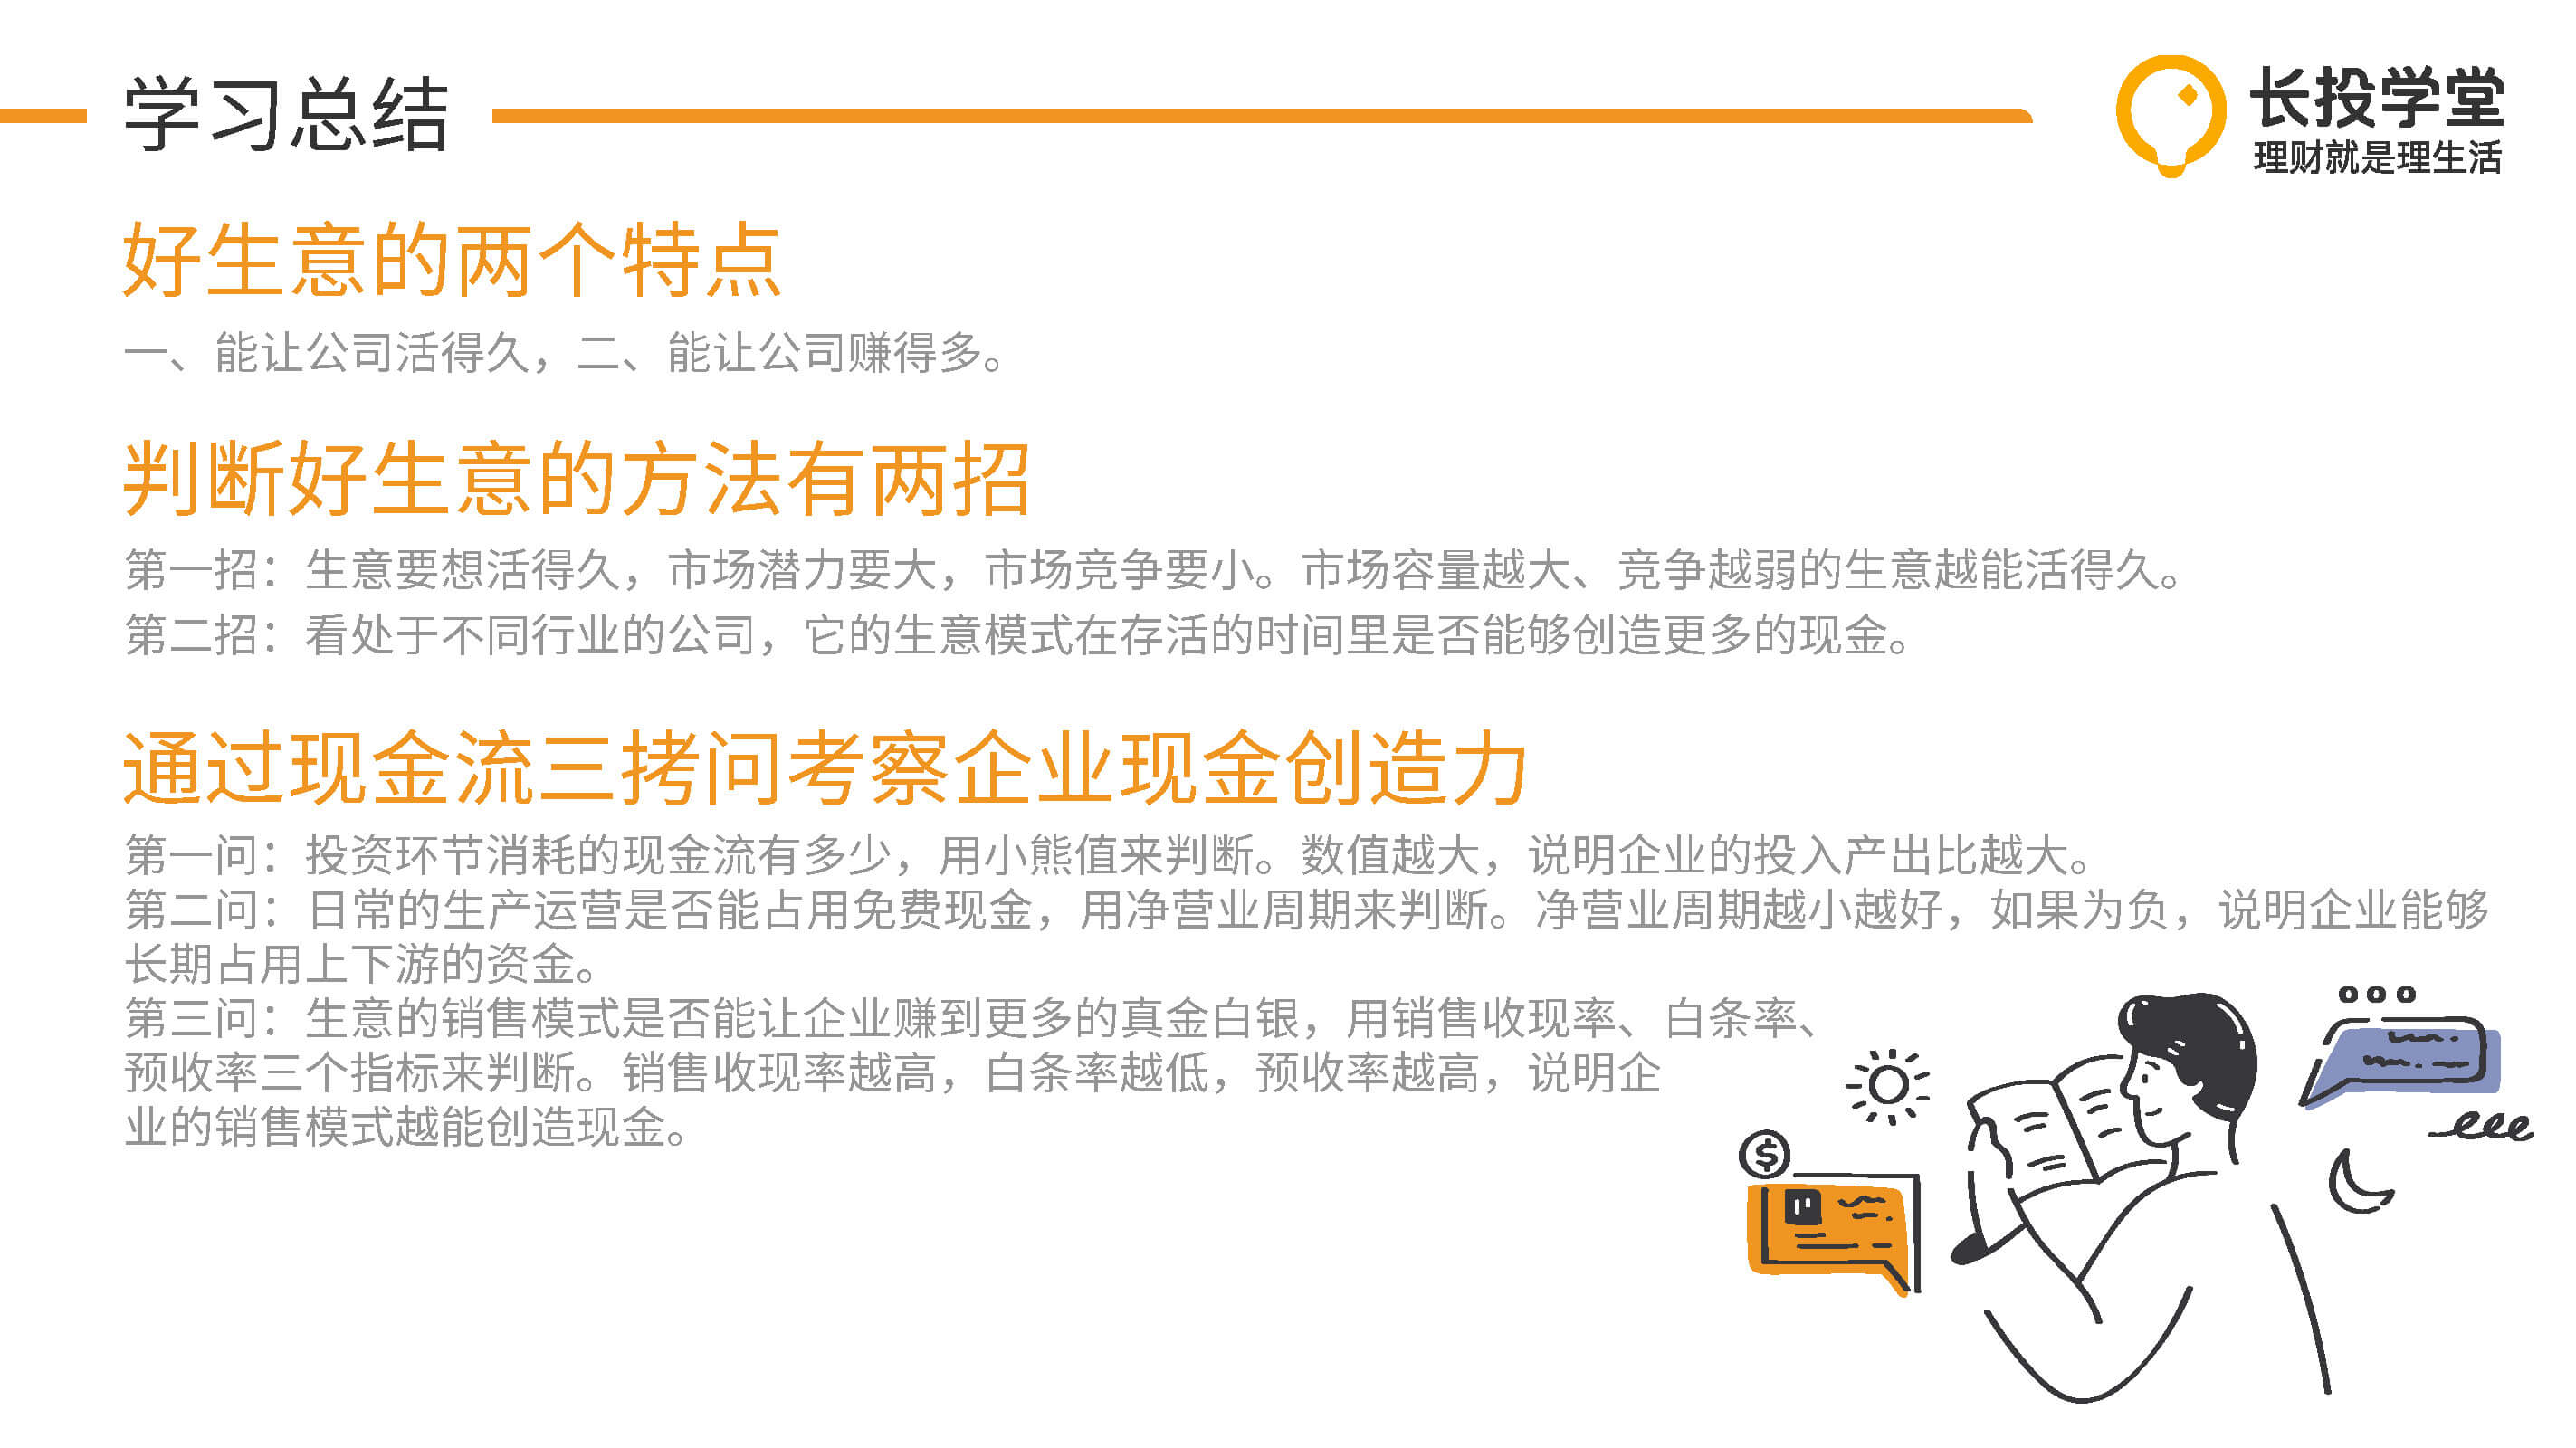 学习总结
长投学堂
理财就是理生活
好生意的两个特点
一、能让公司活得久，二、能让公司赚得多。
判断好生意的方法有两招
第一招：生意要想活得久，市场潜力要大，市场竞争要小。市场容量越大、竞争越弱的生意越能活得久。
第二招：看处于不同行业的公司，它的生意模式在存活的时间里是否能够创造更多的现金。
通过现金流三拷问考察企业现金创造力
第一问：投资环节消耗的现金流有多少，用小熊值来判断。数值越大，说明企业的投入产出比越大。
第二问：日常的生产运营是否能占用免费现金，用净营业周期来判断。净营业周期越小越好，如果为负，说明企业能够
长期占用上下游的资金。
第三问：生意的销售模式是否能让企业赚到更多的真金白银，用销售收现率、白条率、
预收率三个指标来判断。销售收现率越高，白条率越低，预收率越高，说明企
业的销售模式越能创造现金。
$